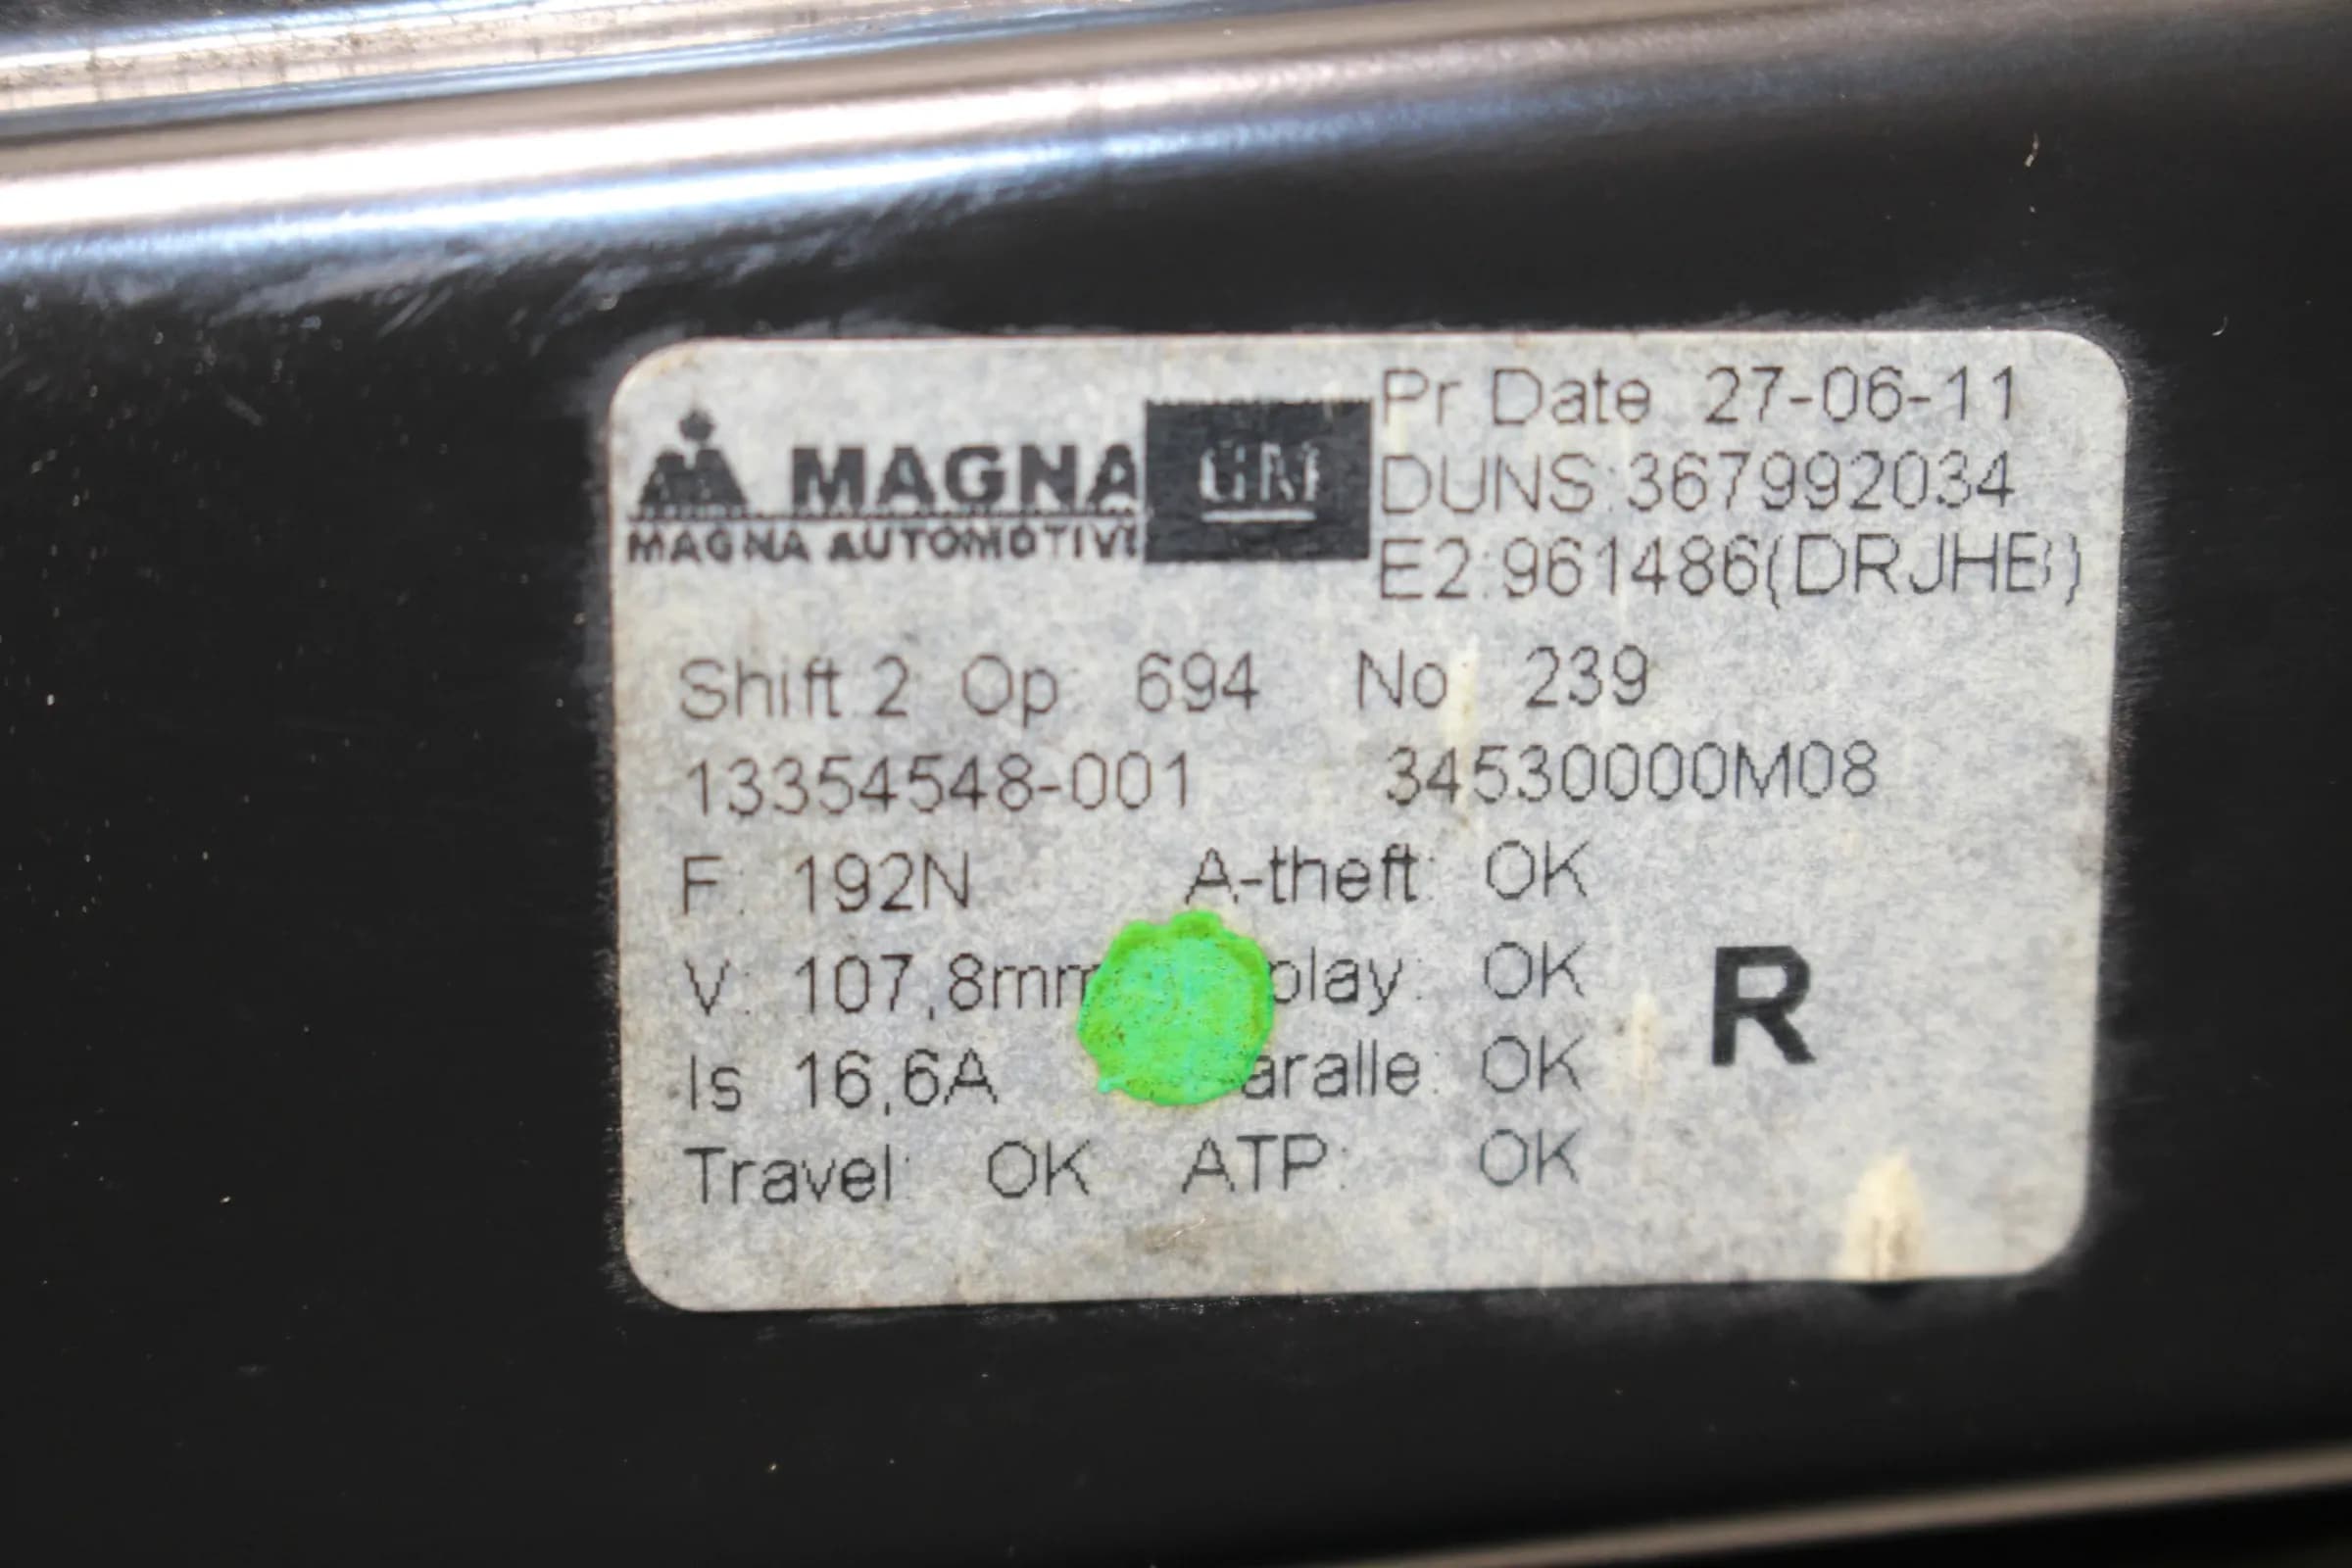 MAGNA
MAGNA AUTOMOTIVE
GM
Pr Date 27-06-11
DUNS:367992034
E2:961486(DRJHB)
Shift:2 Op: 694 No: 239
13354548-001 34530000M08
F: 192N A-theft: OK
V: 107,8mm play: OK
Is: 16,6A aralle: OK
R
Travel: OK ATP: OK